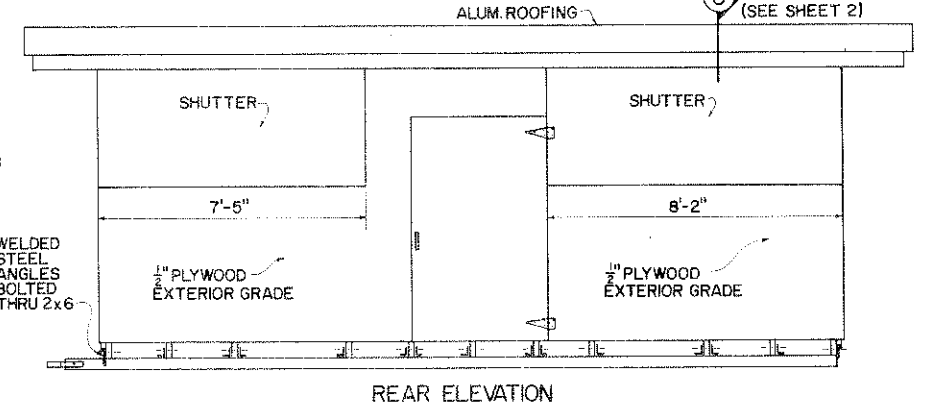 ALUM. ROOFING
(SEE SHEET 2)
SHUTTER
SHUTTER
7'-5"
8'-2"
WELDED
STEEL
ANGLES
BOLTED
THRU 2x6
1/2" PLYWOOD
EXTERIOR GRADE
1/2" PLYWOOD
EXTERIOR GRADE
REAR ELEVATION